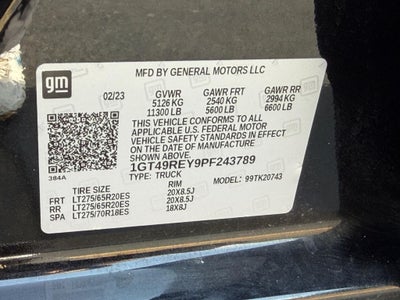 gm
MFD BY GENERAL MOTORS LLC
02/23 GVWR GAWR FRT GAWR RR
5126 KG 2540 KG 2994 KG
11300 LB 5600 LB 6600 LB
THIS VEHICLE CONFORMS TO ALL
APPLICABLE U.S. FEDERAL MOTOR
VEHICLE SAFETY STANDARDS IN EFFECT ON
THE DATE OF MANUFACTURE SHOWN ABOVE.
384A 1GT49REY9PF243789
TYPE: TRUCK MODEL: 99TK20743
TIRE SIZE RIM
FRT LT275/65R20ES 20X8.5J
RR LT275/65R20ES 20X8.5J
SPA LT275/70R18ES 18X8J